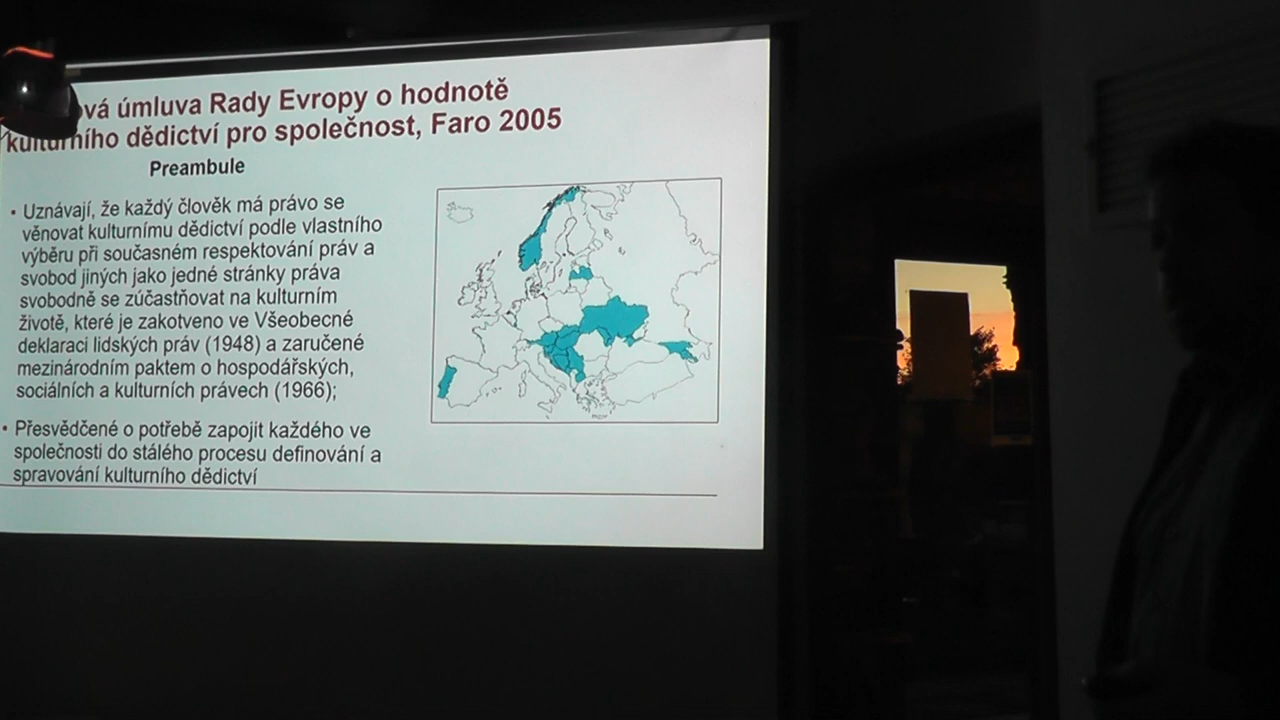 ová úmluva Rady Evropy o hodnotě
kulturního dědictví pro společnost, Faro 2005
Preambule
• Uznávají, že každý člověk má právo se
věnovat kulturnímu dědictví podle vlastního
výběru při současném respektování práv a
svobod jiných jako jedné stránky práva
svobodně se zúčastňovat na kulturním
životě, které je zakotveno ve Všeobecné
deklaraci lidských práv (1948) a zaručené
mezinárodním paktem o hospodářských,
sociálních a kulturních právech (1966);
• Přesvědčené o potřebě zapojit každého ve
společnosti do stálého procesu definování a
spravování kulturního dědictví